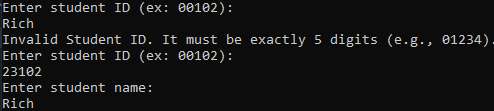 Enter student ID (ex: 00102):
Rich
Invalid Student ID. It must be exactly 5 digits (e.g., 01234).
Enter student ID (ex: 00102):
23102
Enter student name:
Rich